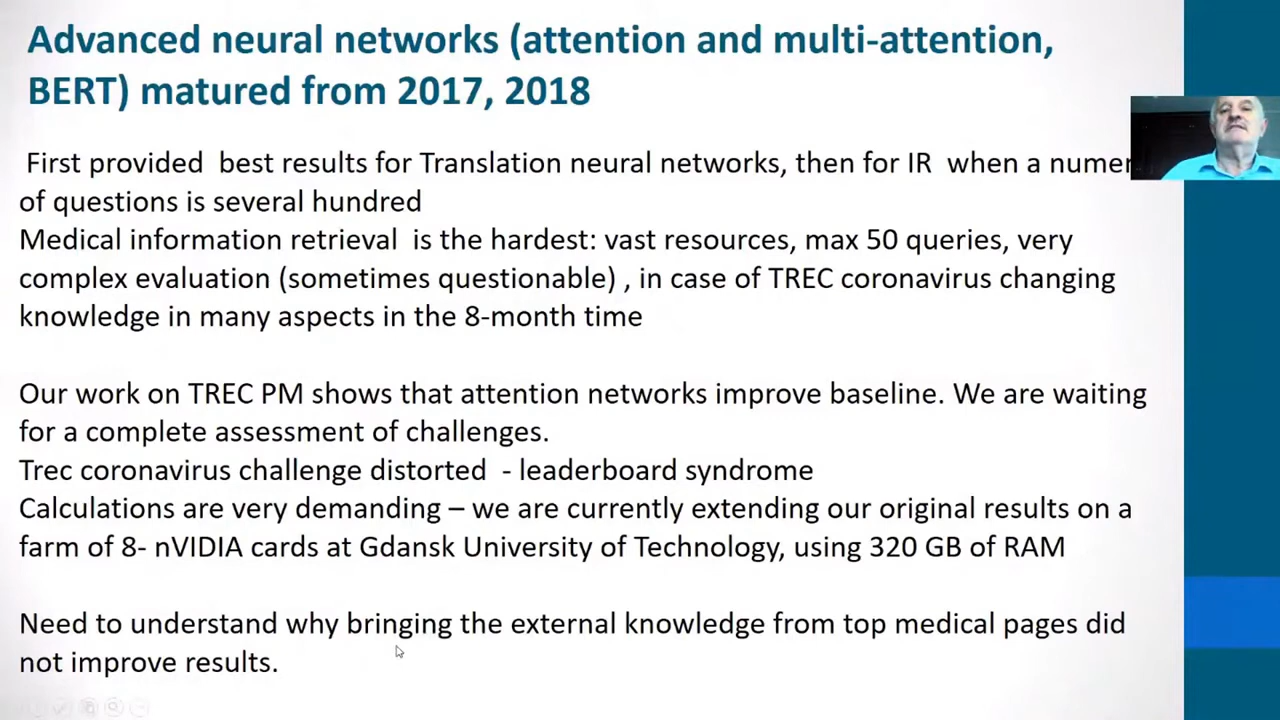 Advanced neural networks (attention and multi-attention,
BERT) matured from 2017, 2018
First provided best results for Translation neural networks, then for IR when a numer
of questions is several hundred
Medical information retrieval is the hardest: vast resources, max 50 queries, very
complex evaluation (sometimes questionable) , in case of TREC coronavirus changing
knowledge in many aspects in the 8-month time
Our work on TREC PM shows that attention networks improve baseline. We are waiting
for a complete assessment of challenges.
Trec coronavirus challenge distorted - leaderboard syndrome
Calculations are very demanding – we are currently extending our original results on a
farm of 8- nVIDIA cards at Gdansk University of Technology, using 320 GB of RAM
Need to understand why bringing the external knowledge from top medical pages did
not improve results.